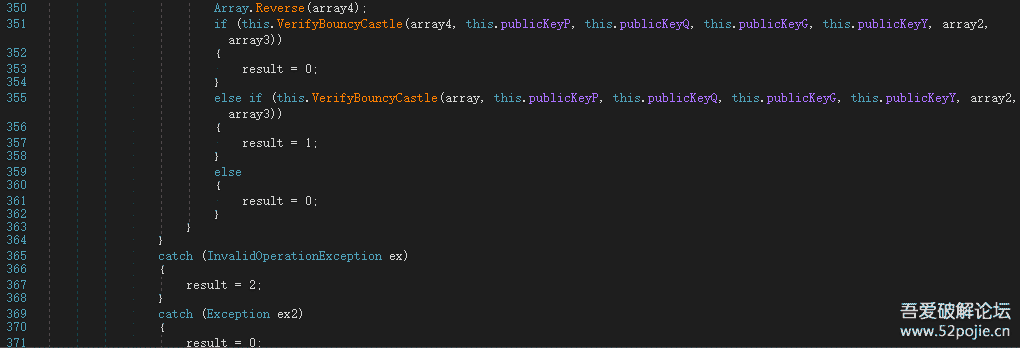 350 Array.Reverse(array4);
351 if (this.VerifyBouncyCastle(array4, this.publicKeyP, this.publicKeyQ, this.publicKeyG, this.publicKeyY, array2,
array3))
352 {
353 result = 0;
354 }
355 else if (this.VerifyBouncyCastle(array, this.publicKeyP, this.publicKeyQ, this.publicKeyG, this.publicKeyY, array2,
array3))
356 {
357 result = 1;
358 }
359 else
360 {
361 result = 0;
362 }
363 }
364 }
365 catch (InvalidOperationException ex)
366 {
367 result = 2;
368 }
369 catch (Exception ex2)
370 {
371 result = 0;
吾爱破解论坛
www.52pojie.cn